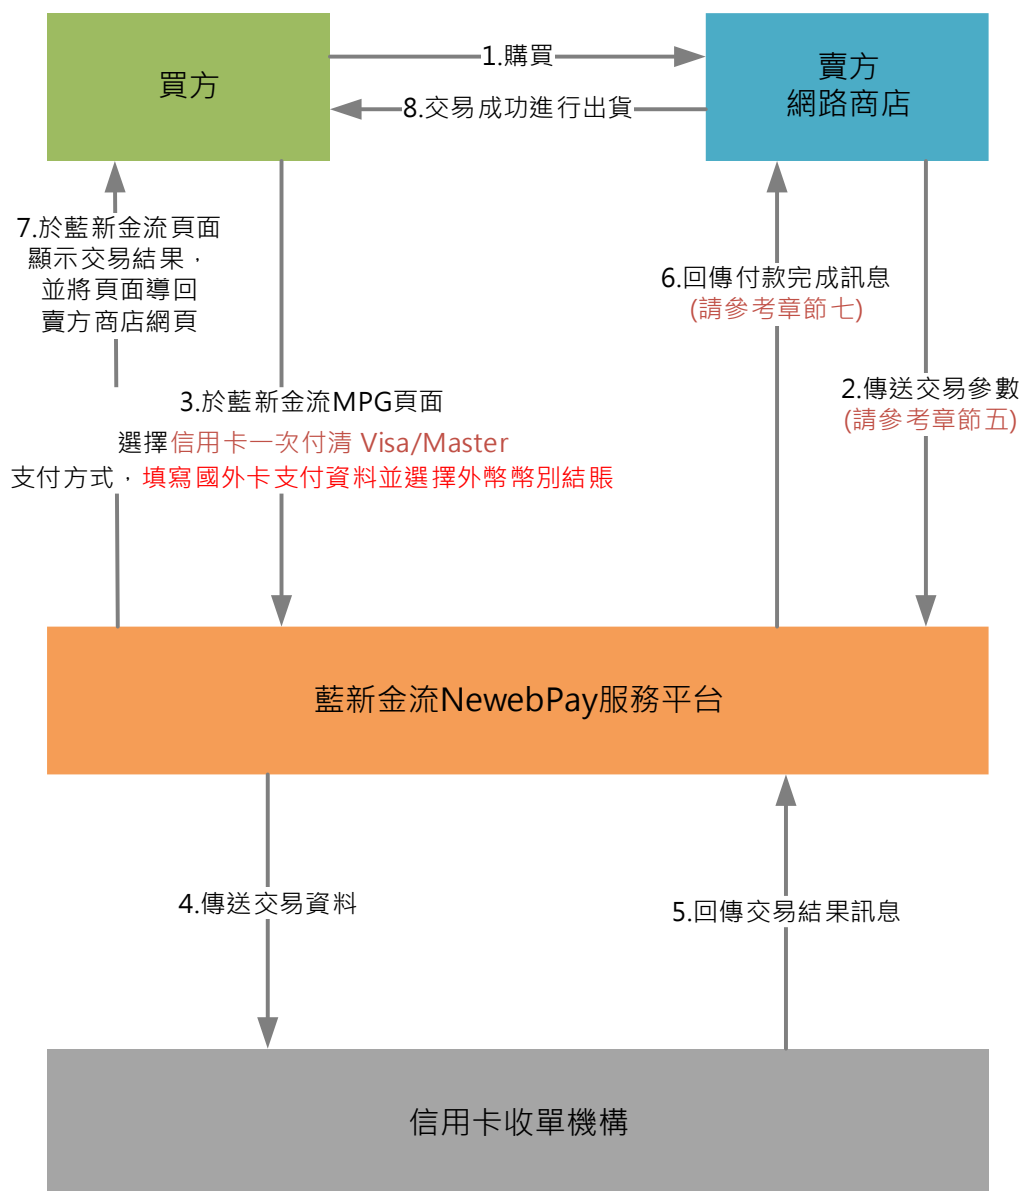 買方
1.購買
賣方
網路商店
8.交易成功進行出貨
7.於藍新金流頁面
顯示交易結果，
並將頁面導回
賣方商店網頁
6.回傳付款完成訊息
(請參考章節七)
2.傳送交易參數
(請參考章節五)
3.於藍新金流MPG頁面
選擇信用卡一次付清 Visa/Master
支付方式，填寫國外卡支付資料並選擇外幣幣別結賬
藍新金流NewebPay服務平台
4.傳送交易資料
5.回傳交易結果訊息
信用卡收單機構